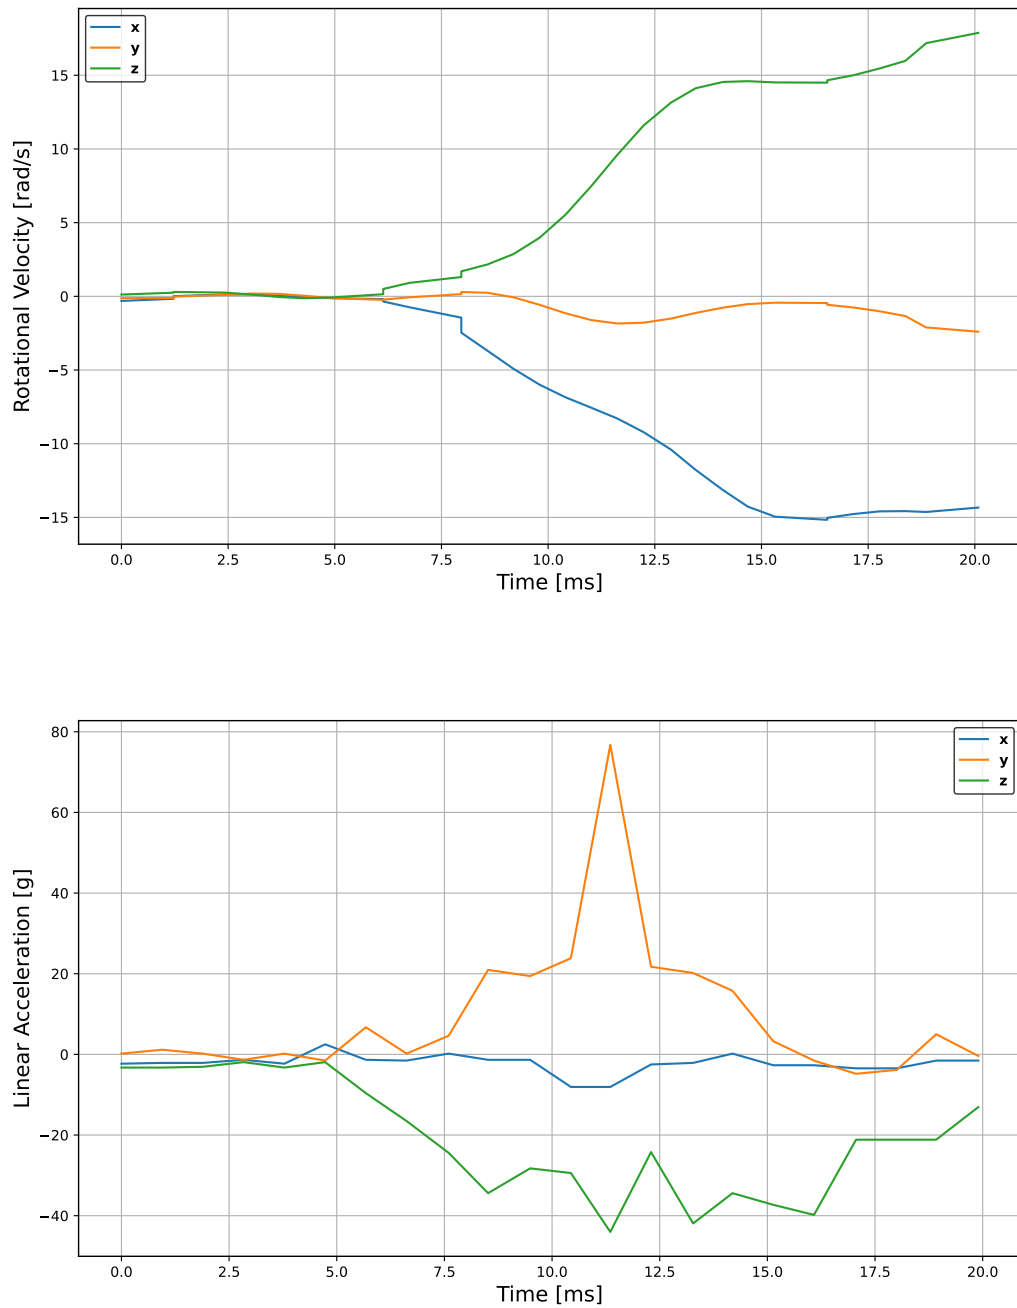 x
y
z
Rotational Velocity [rad/s]
15
10
5
0
−5
−10
−15
0.0 2.5 5.0 7.5 10.0 12.5 15.0 17.5 20.0
Time [ms]
x
y
z
Linear Acceleration [g]
80
60
40
20
0
−20
−40
0.0 2.5 5.0 7.5 10.0 12.5 15.0 17.5 20.0
Time [ms]